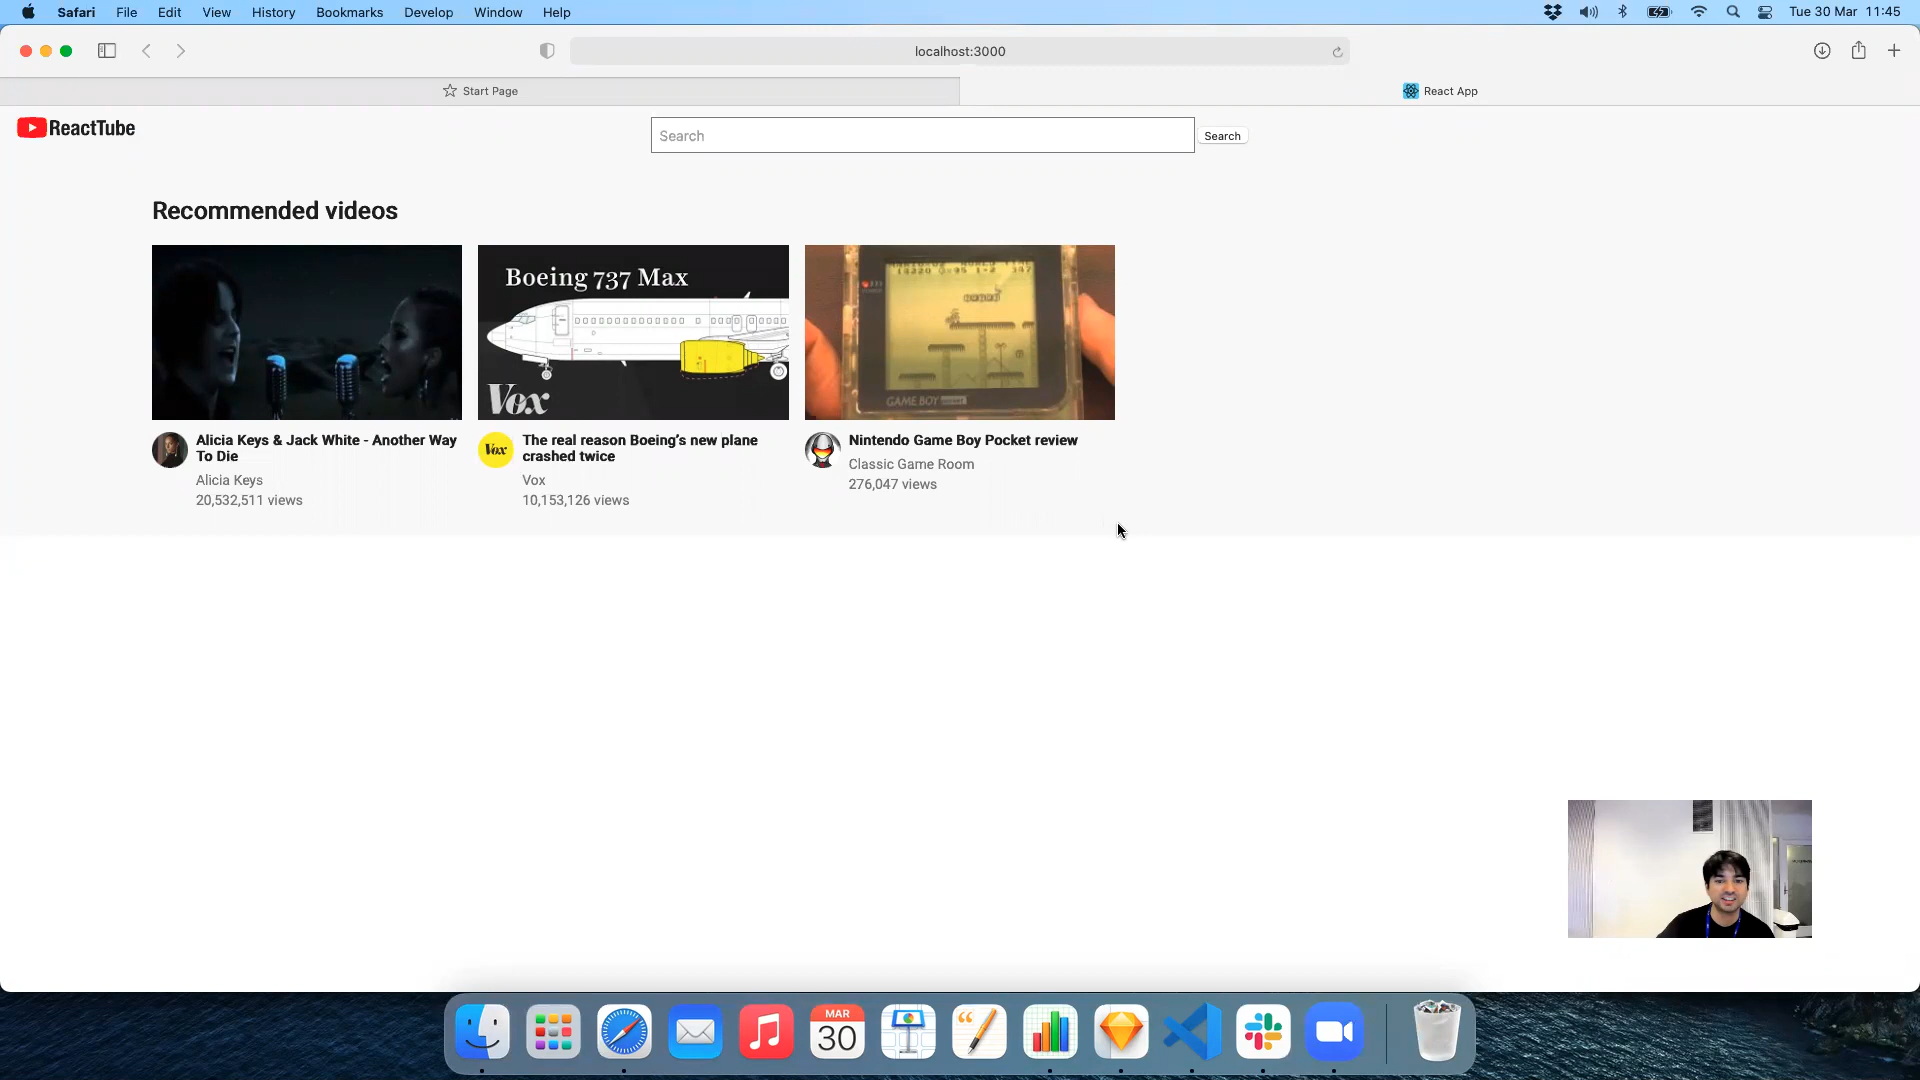 Safari File Edit View History Bookmarks Develop Window Help
Tue 30 Mar 11:45
localhost:3000
Start Page
React App
ReactTube
Search
Search
Recommended videos
Boeing 737 Max
Vox
GAME BOY
Alicia Keys & Jack White - Another Way
To Die
Alicia Keys
20,532,511 views
Vox
The real reason Boeing’s new plane
crashed twice
Vox
10,153,126 views
Nintendo Game Boy Pocket review
Classic Game Room
276,047 views
MAR
30